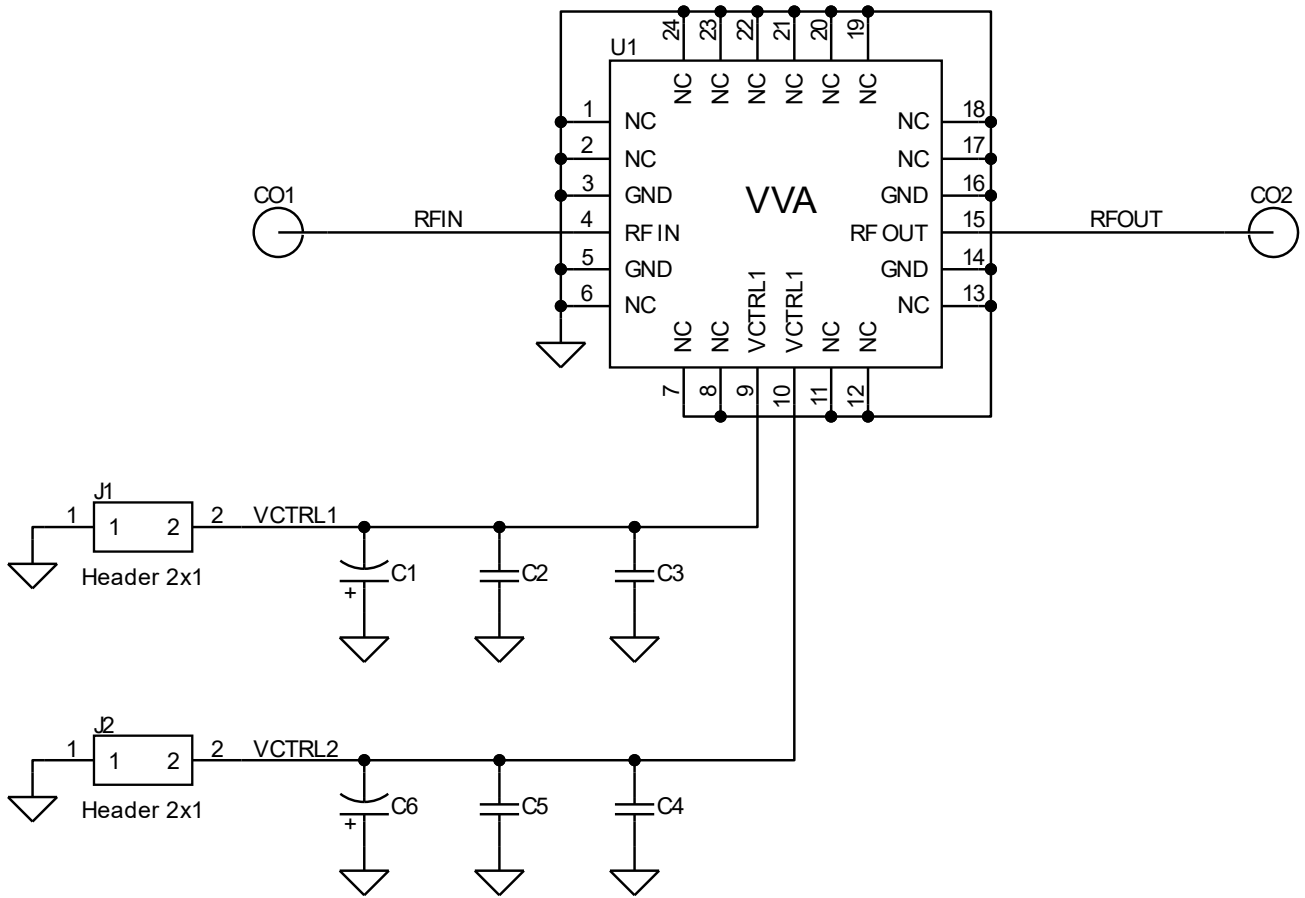 24 23 22 21 20 19
U1
NC NC NC NC NC NC
1 NC NC 18
2 NC NC 17
3 GND VVA GND 16
CO1 RFIN 4 RF IN RF OUT 15 RFOUT CO2
5 GND GND 14
6 NC NC 13
NC NC VCTRL1 VCTRL1 NC NC
7 8 9 10 11 12
J1
1 1 2 2 VCTRL1
Header 2x1
+ C1 C2 C3
J2
1 1 2 2 VCTRL2
Header 2x1
+ C6 C5 C4